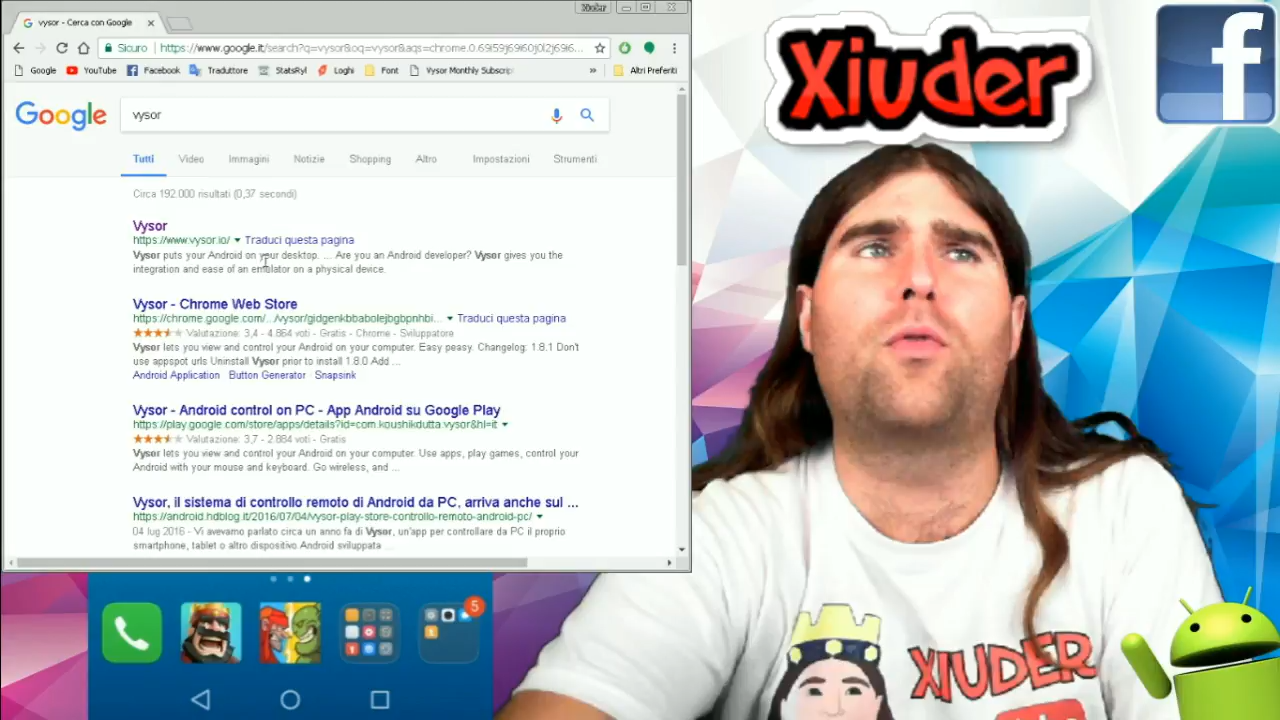 vysor - Cerca con Google
Xiuder
Sicuro
https://www.google.it/search?q=vysor&oq=vysor&aqs=chrome.0.69i59j69i60j0l2j69i6...
Google YouTube Facebook Traduttore StatsRyl Loghi Font Vysor Monthly Subscrip » Altri Preferiti
Google
vysor
Tutti Video Immagini Notizie Shopping Altro Impostazioni Strumenti
Circa 192.000 risultati (0,37 secondi)
Vysor
https://www.vysor.io/ Traduci questa pagina
Vysor puts your Android on your desktop. ... Are you an Android developer? Vysor gives you the
integration and ease of an emulator on a physical device.
Vysor - Chrome Web Store
https://chrome.google.com/.../vysor/gidgenkbbabolejbgbpnhbi... Traduci questa pagina
Valutazione: 3,4 - 4.864 voti - Gratis - Chrome - Sviluppatore
Vysor lets you view and control your Android on your computer. Easy peasy. Changelog: 1.8.1 Don't
use appspot urls Uninstall Vysor prior to install 1.8.0 Add ...
Android Application Button Generator Snapsink
Vysor - Android control on PC - App Android su Google Play
https://play.google.com/store/apps/details?id=com.koushikdutta.vysor&hl=it
Valutazione: 3,7 - 2.884 voti - Gratis
Vysor lets you view and control your Android on your computer. Use apps, play games, control your
Android with your mouse and keyboard. Go wireless, and ...
Vysor, il sistema di controllo remoto di Android da PC, arriva anche sul ...
https://android.hdblog.it/2016/07/04/vysor-play-store-controllo-remoto-android-pc/
04 lug 2016 - Vi avevamo parlato circa un anno fa di Vysor, un'app per controllare da PC il proprio
smartphone, tablet o altro dispositivo Android sviluppata ...
5
Xiuder
f
XIUDER